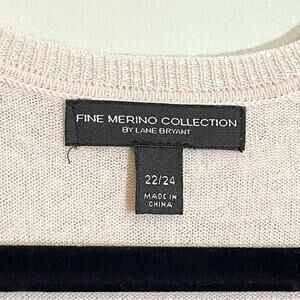 FINE MERINO COLLECTION
BY LANE BRYANT
22/24
MADE IN
CHINA